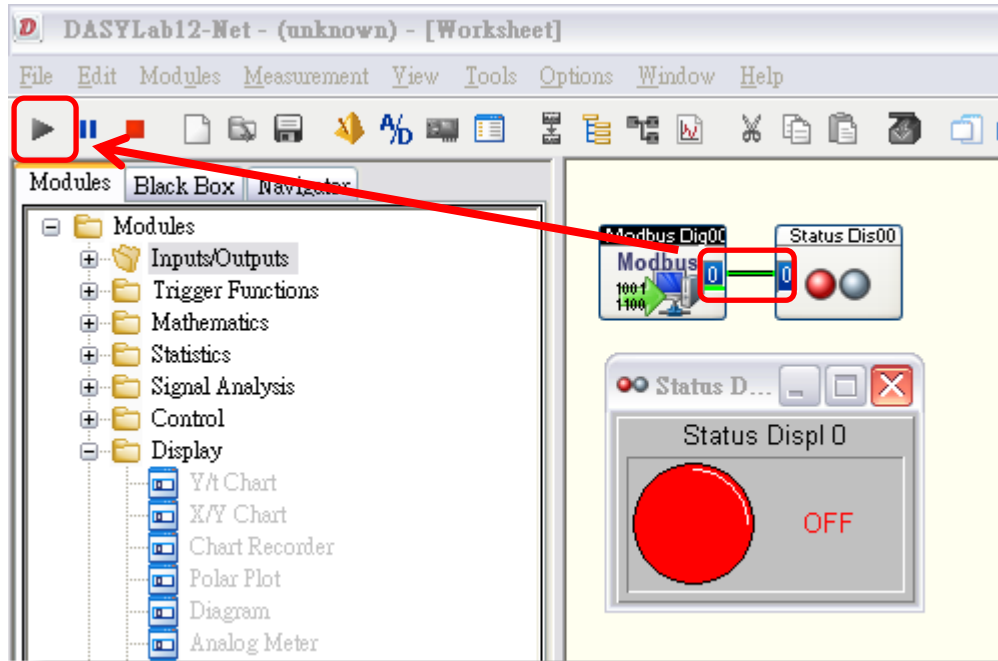 DASYLab12-Net - (unknown) - [Worksheet]
File Edit Modules Measurement View Tools Options Window Help
Modules Black Box Navigator
Modules
Inputs/Outputs
Trigger Functions
Mathematics
Statistics
Signal Analysis
Control
Display
Y/t Chart
X/Y Chart
Chart Recorder
Polar Plot
Diagram
Analog Meter
Modbus Dig00
Modbus
1001
1100
0
Status Dis00
0
Status D...
Status Displ 0
OFF